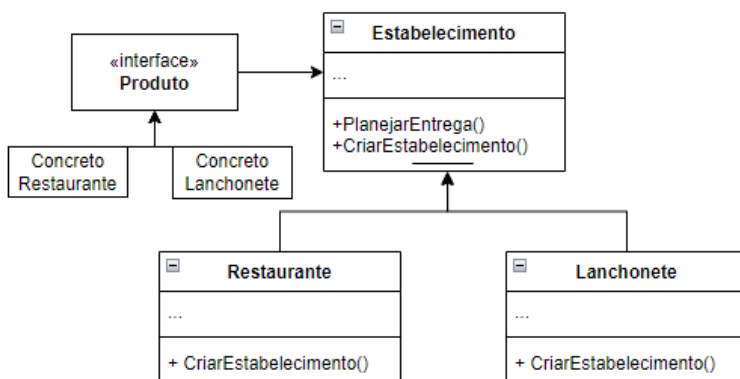 «interface»
Produto
Concreto
Restaurante
Concreto
Lanchonete
Estabelecimento
...
+PlanejarEntrega()
+CriarEstabelecimento()
Restaurante
...
+ CriarEstabelecimento()
Lanchonete
...
+ CriarEstabelecimento()